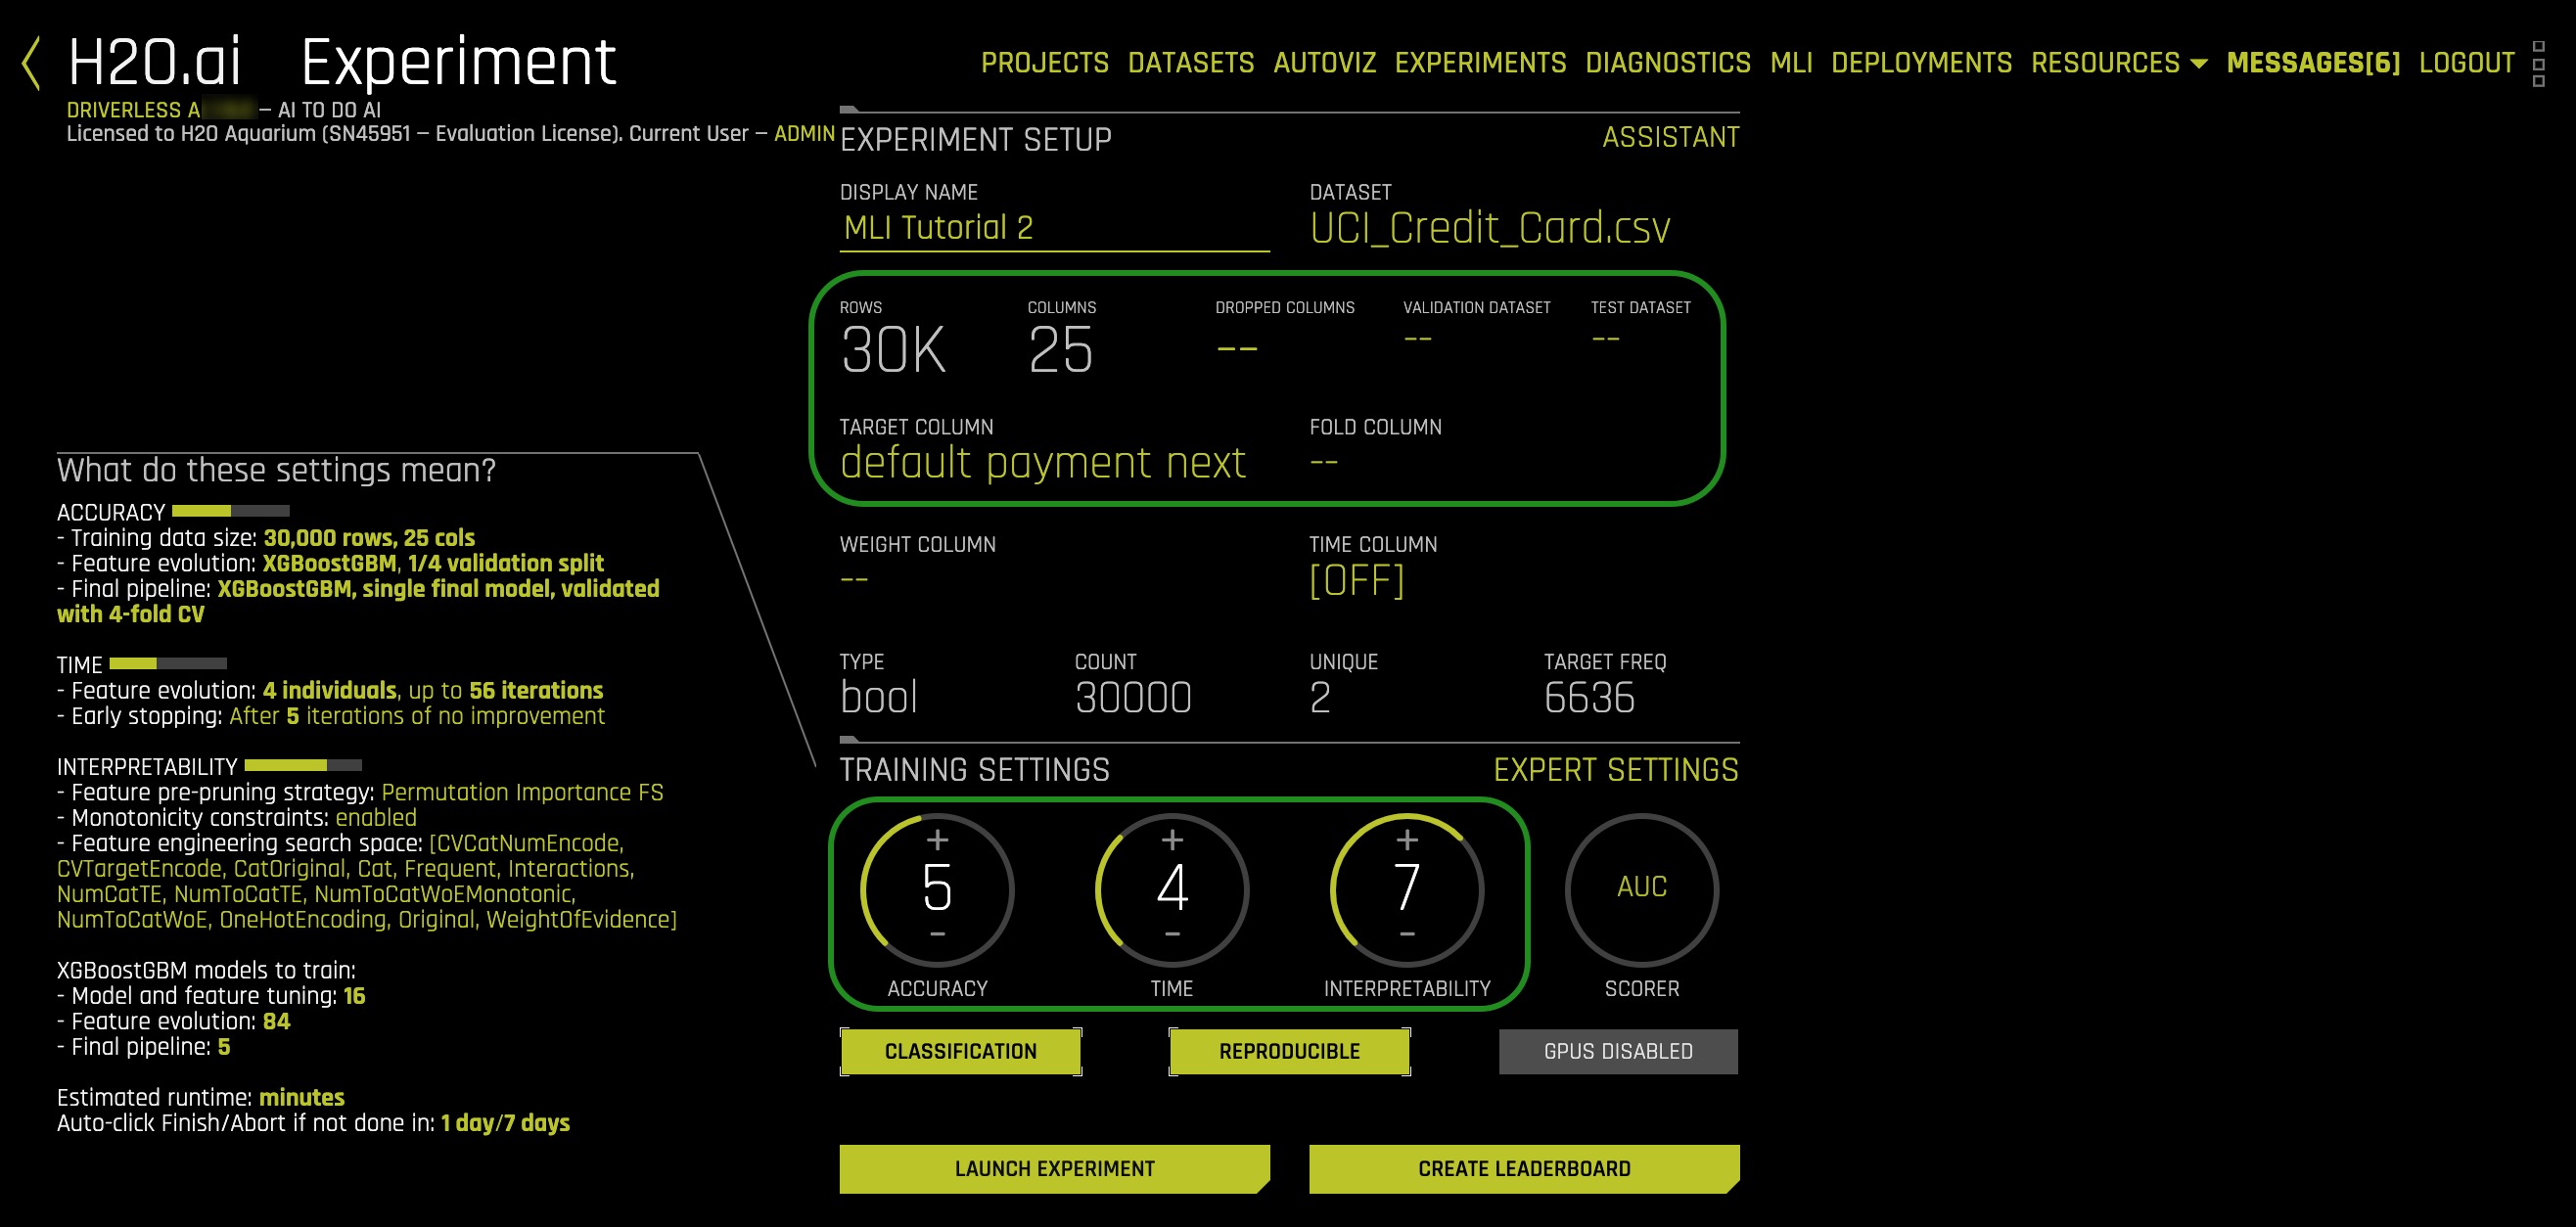 H2O.ai Experiment
PROJECTS DATASETS AUTOVIZ EXPERIMENTS DIAGNOSTICS MLI DEPLOYMENTS RESOURCES MESSAGES[6] LOGOUT
DRIVERLESS A — AI TO DO AI
Licensed to H2O Aquarium (SN45951 — Evaluation License). Current User — ADMIN
EXPERIMENT SETUP
ASSISTANT
DISPLAY NAME
MLI Tutorial 2
DATASET
UCI_Credit_Card.csv
ROWS
30K
COLUMNS
25
DROPPED COLUMNS
--
VALIDATION DATASET
--
TEST DATASET
--
TARGET COLUMN
default payment next
FOLD COLUMN
--
WEIGHT COLUMN
--
TIME COLUMN
[OFF]
TYPE
bool
COUNT
30000
UNIQUE
2
TARGET FREQ
6636
What do these settings mean?
ACCURACY
- Training data size: 30,000 rows, 25 cols
- Feature evolution: XGBoostGBM, 1/4 validation split
- Final pipeline: XGBoostGBM, single final model, validated
with 4-fold CV
TIME
- Feature evolution: 4 individuals, up to 56 iterations
- Early stopping: After 5 iterations of no improvement
INTERPRETABILITY
- Feature pre-pruning strategy: Permutation Importance FS
- Monotonicity constraints: enabled
- Feature engineering search space: [CVCatNumEncode,
CVTargetEncode, CatOriginal, Cat, Frequent, Interactions,
NumCatTE, NumToCatTE, NumToCatWoEMonotonic,
NumToCatWoE, OneHotEncoding, Original, WeightOfEvidence]
XGBoostGBM models to train:
- Model and feature tuning: 16
- Feature evolution: 84
- Final pipeline: 5
Estimated runtime: minutes
Auto-click Finish/Abort if not done in: 1 day/7 days
TRAINING SETTINGS
EXPERT SETTINGS
+
5
-
ACCURACY
+
4
-
TIME
+
7
-
INTERPRETABILITY
AUC
SCORER
CLASSIFICATION
REPRODUCIBLE
GPUS DISABLED
LAUNCH EXPERIMENT
CREATE LEADERBOARD